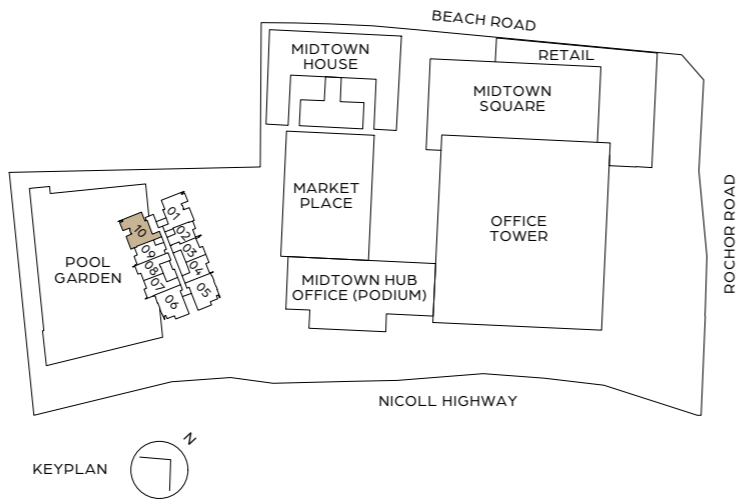 BEACH ROAD
MIDTOWN
HOUSE
RETAIL
MIDTOWN
SQUARE
MARKET
PLACE
OFFICE
TOWER
ROCHOR ROAD
01
02
03
04
05
10
09
08
07
06
POOL
GARDEN
MIDTOWN HUB
OFFICE (PODIUM)
NICOLL HIGHWAY
KEYPLAN
N